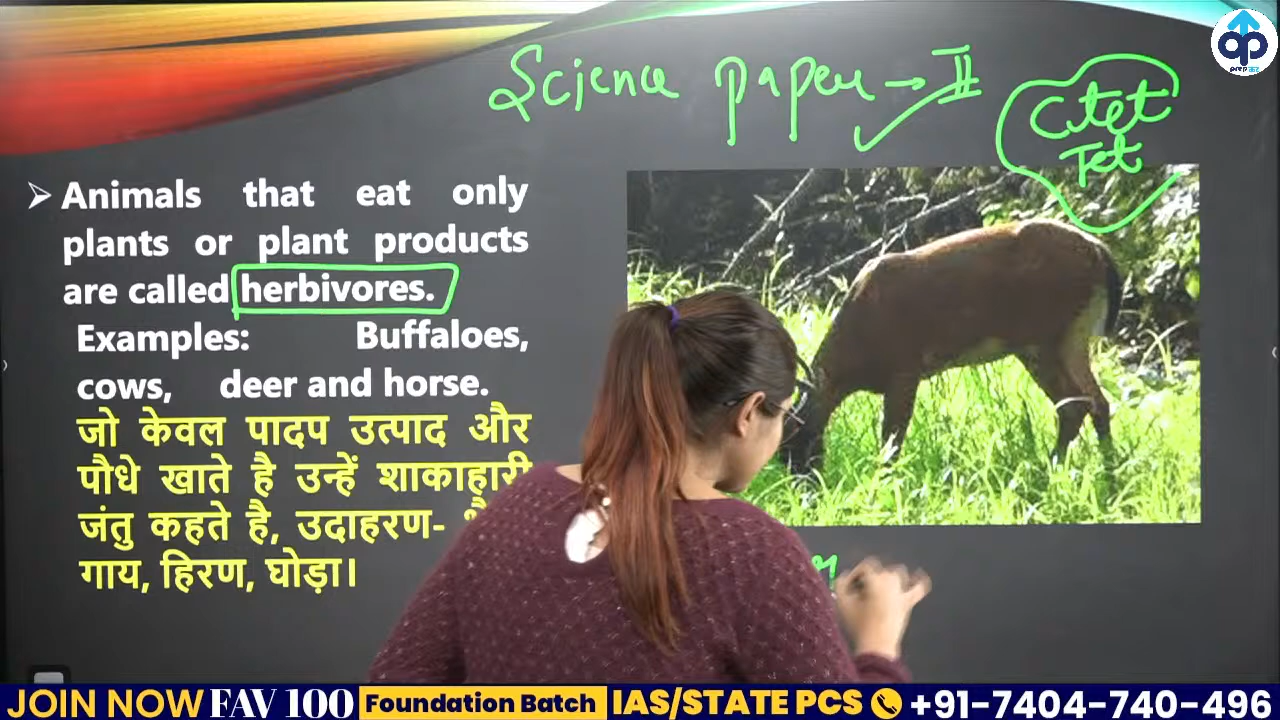 Science paper → II
Ctet
Tet
➢ Animals that eat only
plants or plant products
are called herbivores.
Examples: Buffaloes,
cows, deer and horse.
जो केवल पादप उत्पाद और
पौधे खाते है उन्हें शाकाहारी
जंतु कहते है, उदाहरण-
गाय, हिरण, घोड़ा।
JOIN NOW FAV 100 Foundation Batch IAS/STATE PCS +91-7404-740-496